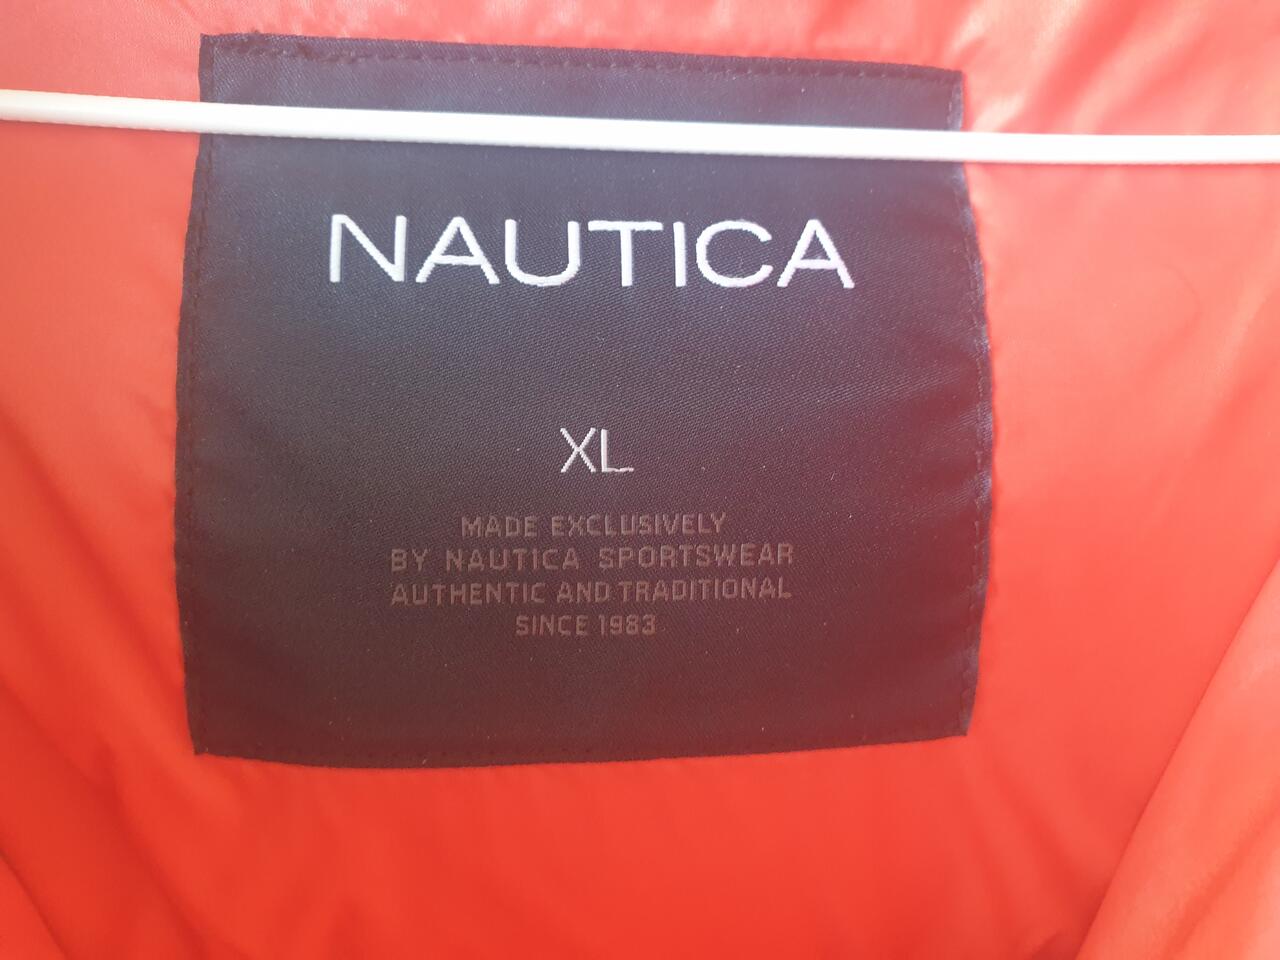 NAUTICA
XL
MADE EXCLUSIVELY
BY NAUTICA SPORTSWEAR
AUTHENTIC AND TRADITIONAL
SINCE 1983